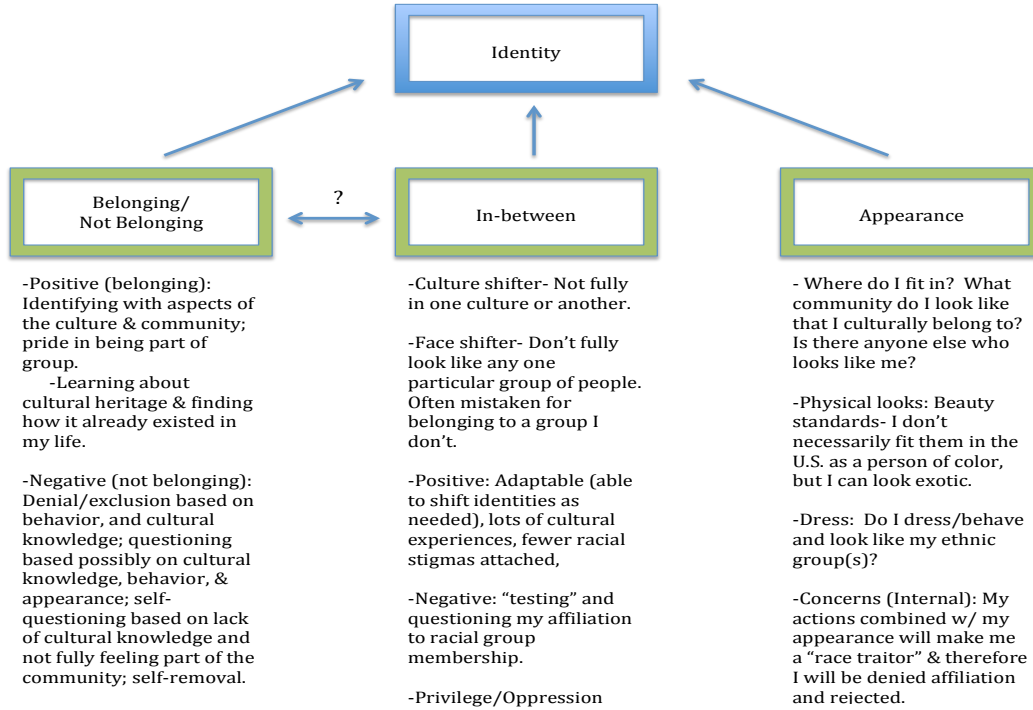 Identity
Belonging/
Not Belonging
?
In-between
Appearance
-Positive (belonging):
Identifying with aspects of
the culture & community;
pride in being part of
group.
-Learning about
cultural heritage & finding
how it already existed in
my life.
-Negative (not belonging):
Denial/exclusion based on
behavior, and cultural
knowledge; questioning
based possibly on cultural
knowledge, behavior, &
appearance; self-
questioning based on lack
of cultural knowledge and
not fully feeling part of the
community; self-removal.
-Culture shifter- Not fully
in one culture or another.
-Face shifter- Don’t fully
look like any one
particular group of people.
Often mistaken for
belonging to a group I
don’t.
-Positive: Adaptable (able
to shift identities as
needed), lots of cultural
experiences, fewer racial
stigmas attached,
-Negative: “testing” and
questioning my affiliation
to racial group
membership.
-Privilege/Oppression
- Where do I fit in?  What
community do I look like
that I culturally belong to?
Is there anyone else who
looks like me?
-Physical looks: Beauty
standards- I don’t
necessarily fit them in the
U.S. as a person of color,
but I can look exotic.
-Dress:  Do I dress/behave
and look like my ethnic
group(s)?
-Concerns (Internal): My
actions combined w/ my
appearance will make me
a “race traitor” & therefore
I will be denied affiliation
and rejected.